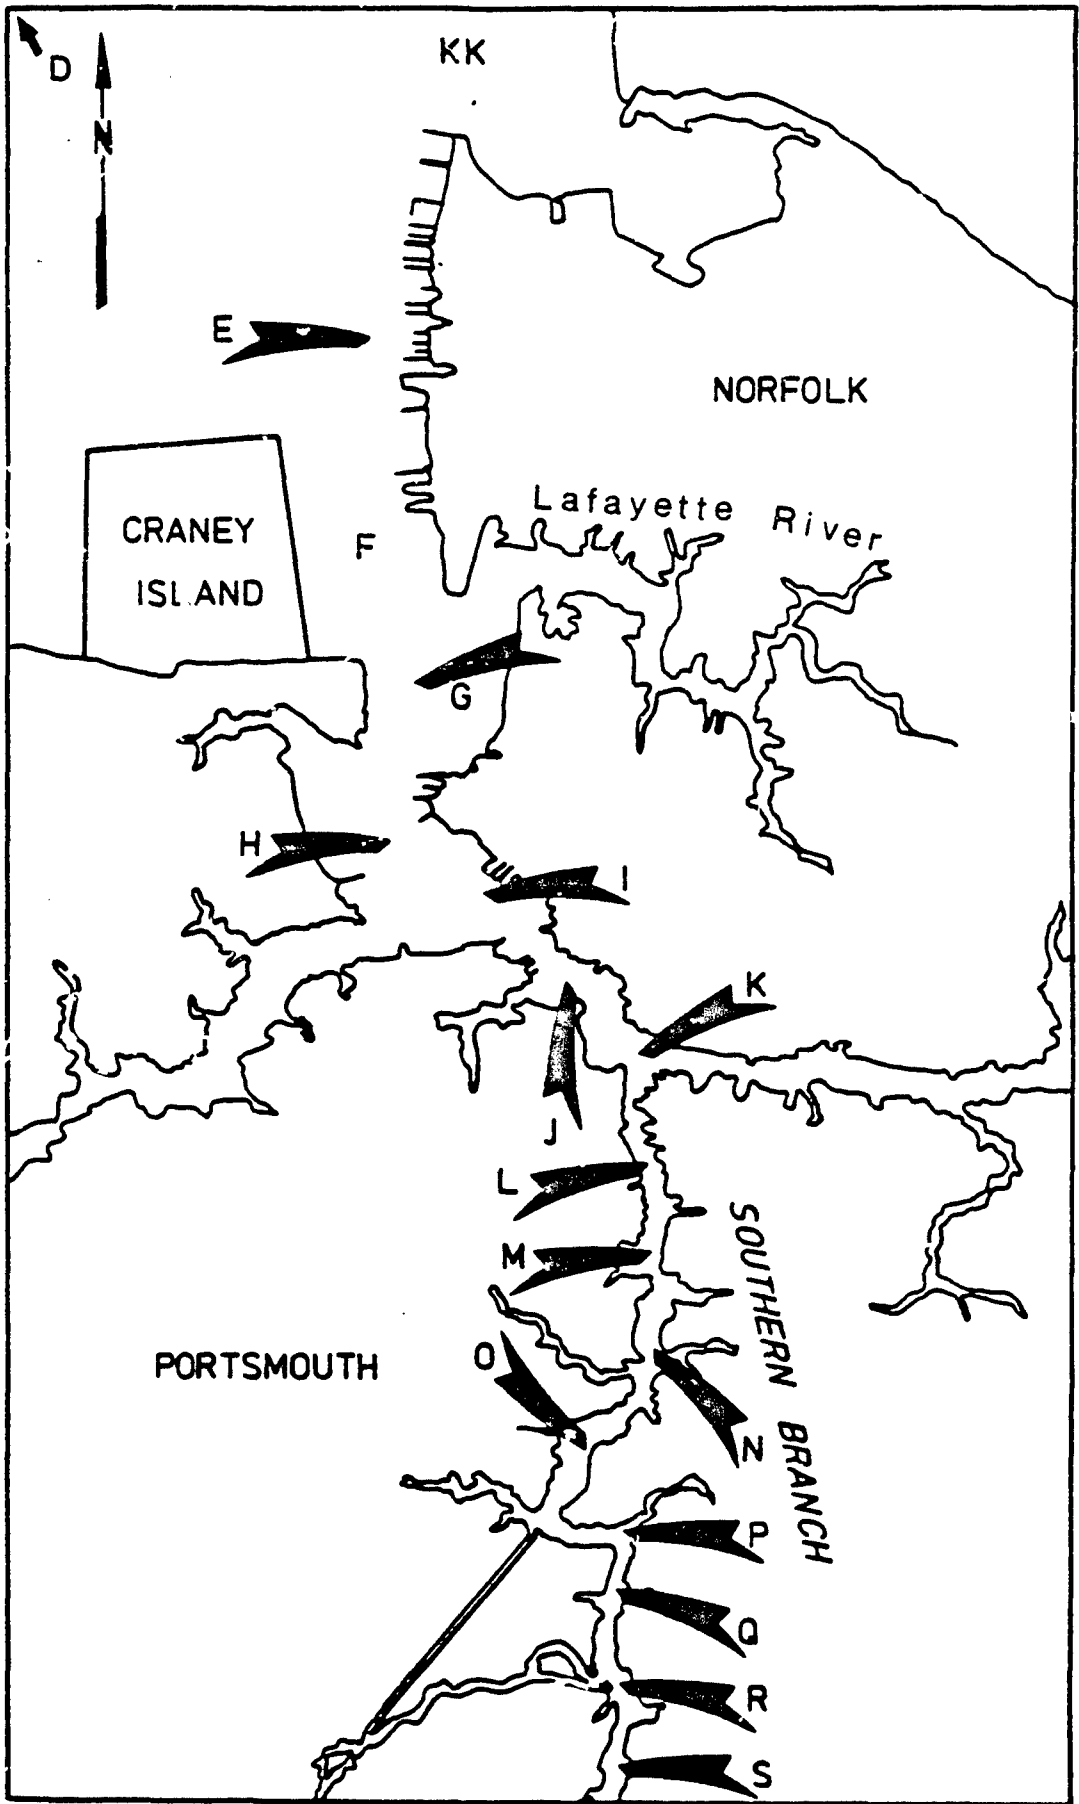 KK
D
N
E
NORFOLK
Lafayette River
CRANEY
ISLAND
F
G
H
I
K
J
L
SOUTHERN BRANCH
M
O
PORTSMOUTH
N
P
Q
R
S